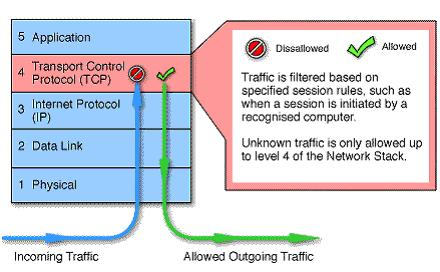 5 Application
4 Transport Control
Protocol (TCP)
3 Internet Protocol
(IP)
2 Data Link
1 Physical
Incoming Traffic
Allowed Outgoing Traffic
Disallowed
Allowed
Traffic is filtered based on
specified session rules, such as
when a session is initiated by a
recognised computer.
Unknown traffic is only allowed up
to level 4 of the Network Stack.